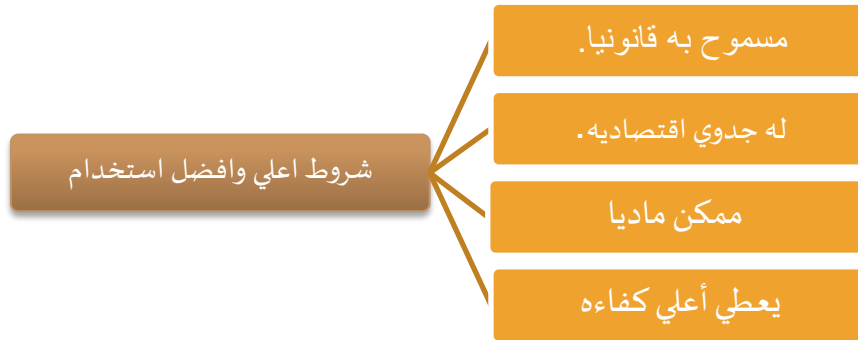 شروط اعلي وافضل استخدام
مسموح به قانونيا.
له جدوي اقتصاديه.
ممكن ماديا
يعطي أعلي كفاءه